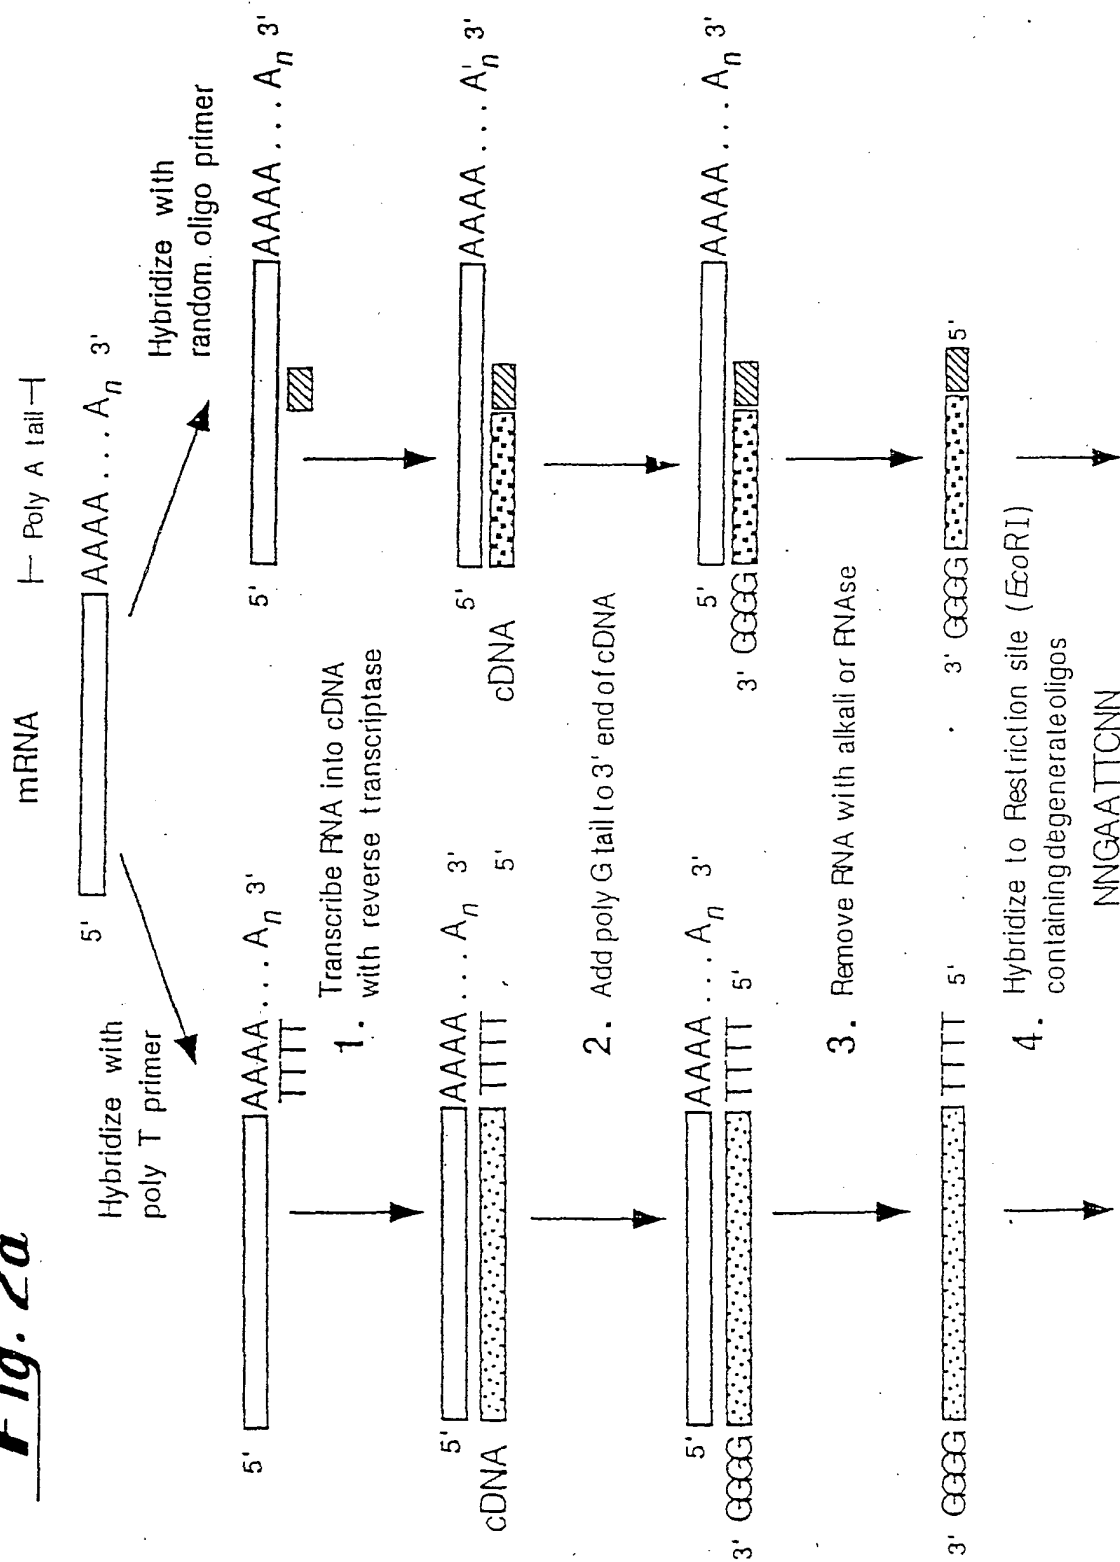 Fig. 2a
mRNA
⊢ Poly A tail ⊣
5' AAAA . . . An 3'
Hybridize with
poly T primer
Hybridize with
random oligo primer
5' AAAA . . . An 3'
TTTT
5' AAAA . . . An 3'
1. Transcribe RNA into cDNA
with reverse transcriptase
5' AAAA . . . An 3'
cDNA TTTT 5'
5' AAAA . . . An 3'
cDNA
2. Add poly G tail to 3' end of cDNA
5' AAAA . . . An 3'
3' GGGG TTTT 5'
5' AAAA . . . An 3'
3' GGGG
3. Remove RNA with alkali or RNAse
3' GGGG TTTT 5'
3' GGGG 5'
4. Hybridize to Restriction site (EcoRI)
containing degenerate oligos
NNGAATTCNN